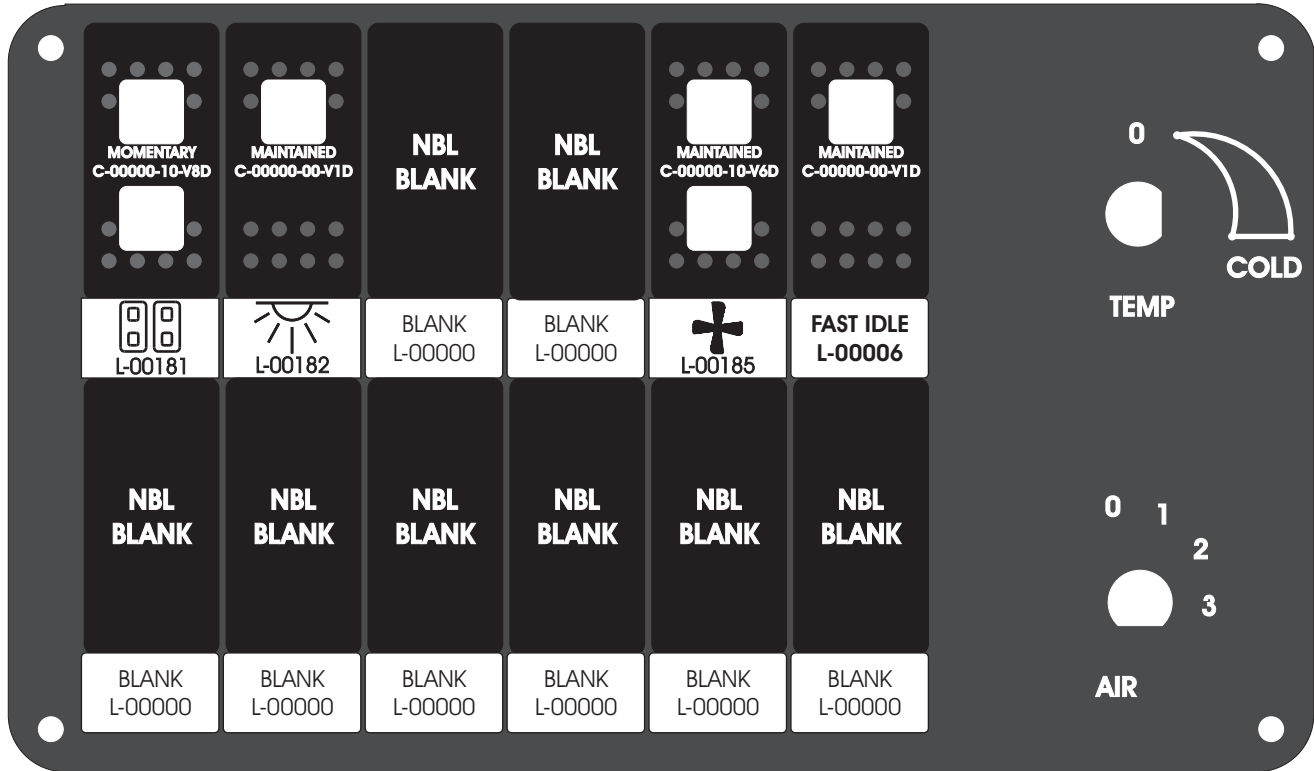 MOMENTARY
C-00000-10-V8D
MAINTAINED
C-00000-00-V1D
NBL
BLANK
NBL
BLANK
MAINTAINED
C-00000-10-V6D
MAINTAINED
C-00000-00-V1D
L-00181
L-00182
BLANK
L-00000
BLANK
L-00000
L-00185
FAST IDLE
L-00006
0
COLD
TEMP
NBL
BLANK
NBL
BLANK
NBL
BLANK
NBL
BLANK
NBL
BLANK
NBL
BLANK
BLANK
L-00000
BLANK
L-00000
BLANK
L-00000
BLANK
L-00000
BLANK
L-00000
BLANK
L-00000
0
1
2
3
AIR